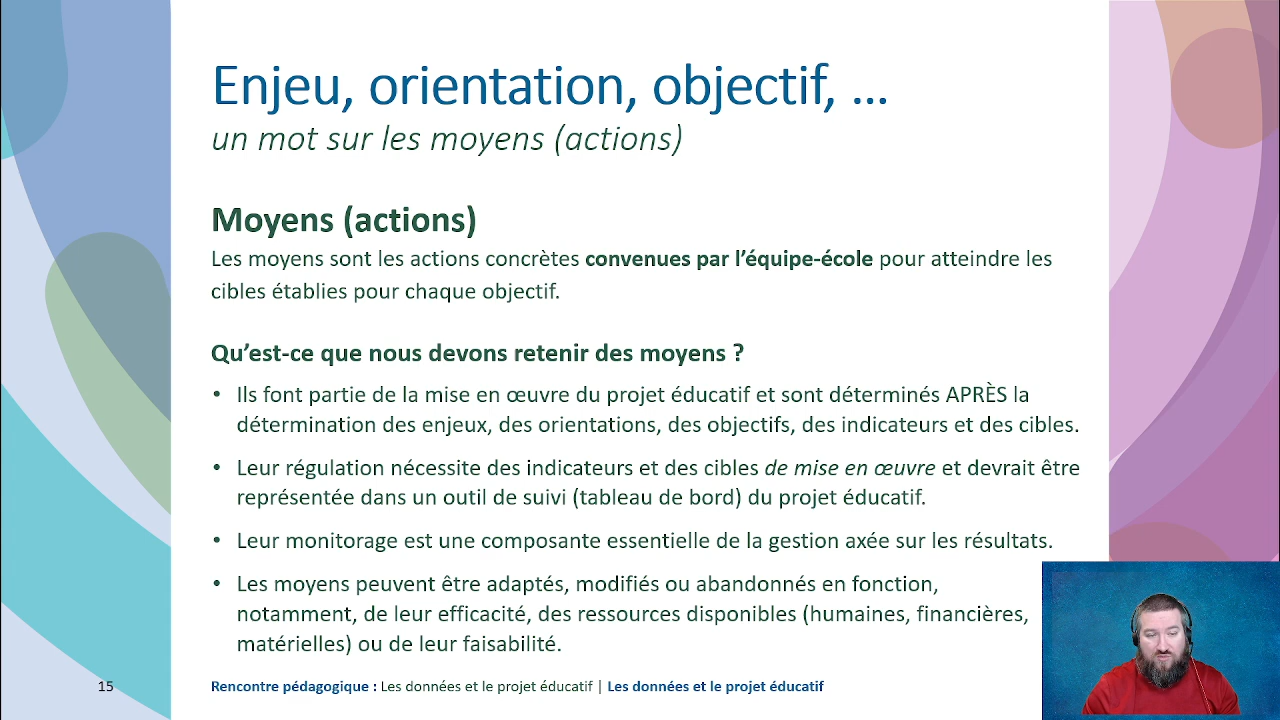 Enjeu, orientation, objectif, …
un mot sur les moyens (actions)
Moyens (actions)
Les moyens sont les actions concrètes convenues par l’équipe-école pour atteindre les
cibles établies pour chaque objectif.
Qu’est-ce que nous devons retenir des moyens ?
• Ils font partie de la mise en œuvre du projet éducatif et sont déterminés APRÈS la
détermination des enjeux, des orientations, des objectifs, des indicateurs et des cibles.
• Leur régulation nécessite des indicateurs et des cibles de mise en œuvre et devrait être
représentée dans un outil de suivi (tableau de bord) du projet éducatif.
• Leur monitorage est une composante essentielle de la gestion axée sur les résultats.
• Les moyens peuvent être adaptés, modifiés ou abandonnés en fonction,
notamment, de leur efficacité, des ressources disponibles (humaines, financières,
matérielles) ou de leur faisabilité.
15 Rencontre pédagogique : Les données et le projet éducatif | Les données et le projet éducatif